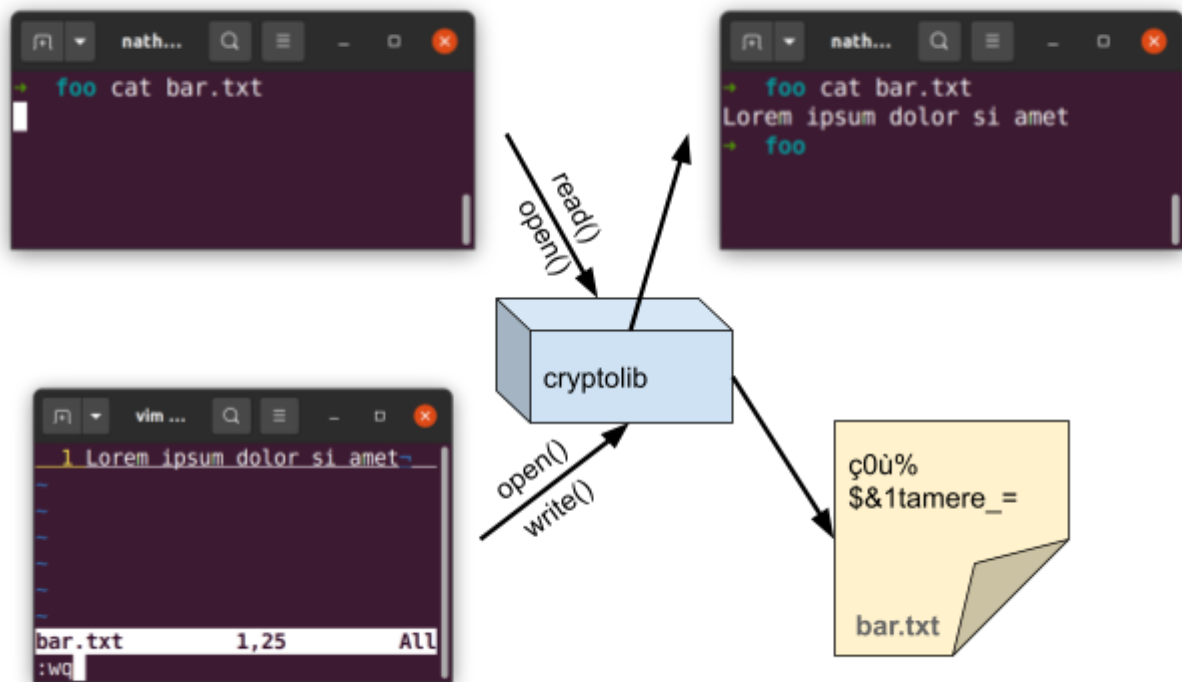 nath...
foo cat bar.txt
nath...
foo cat bar.txt
Lorem ipsum dolor si amet
foo
read()
open()
cryptolib
open()
write()
vim ...
1 Lorem ipsum dolor si amet¬
~
~
~
~
~
~
bar.txt 1,25 All
:wq
ç0ù%
$&1tamere_=
bar.txt